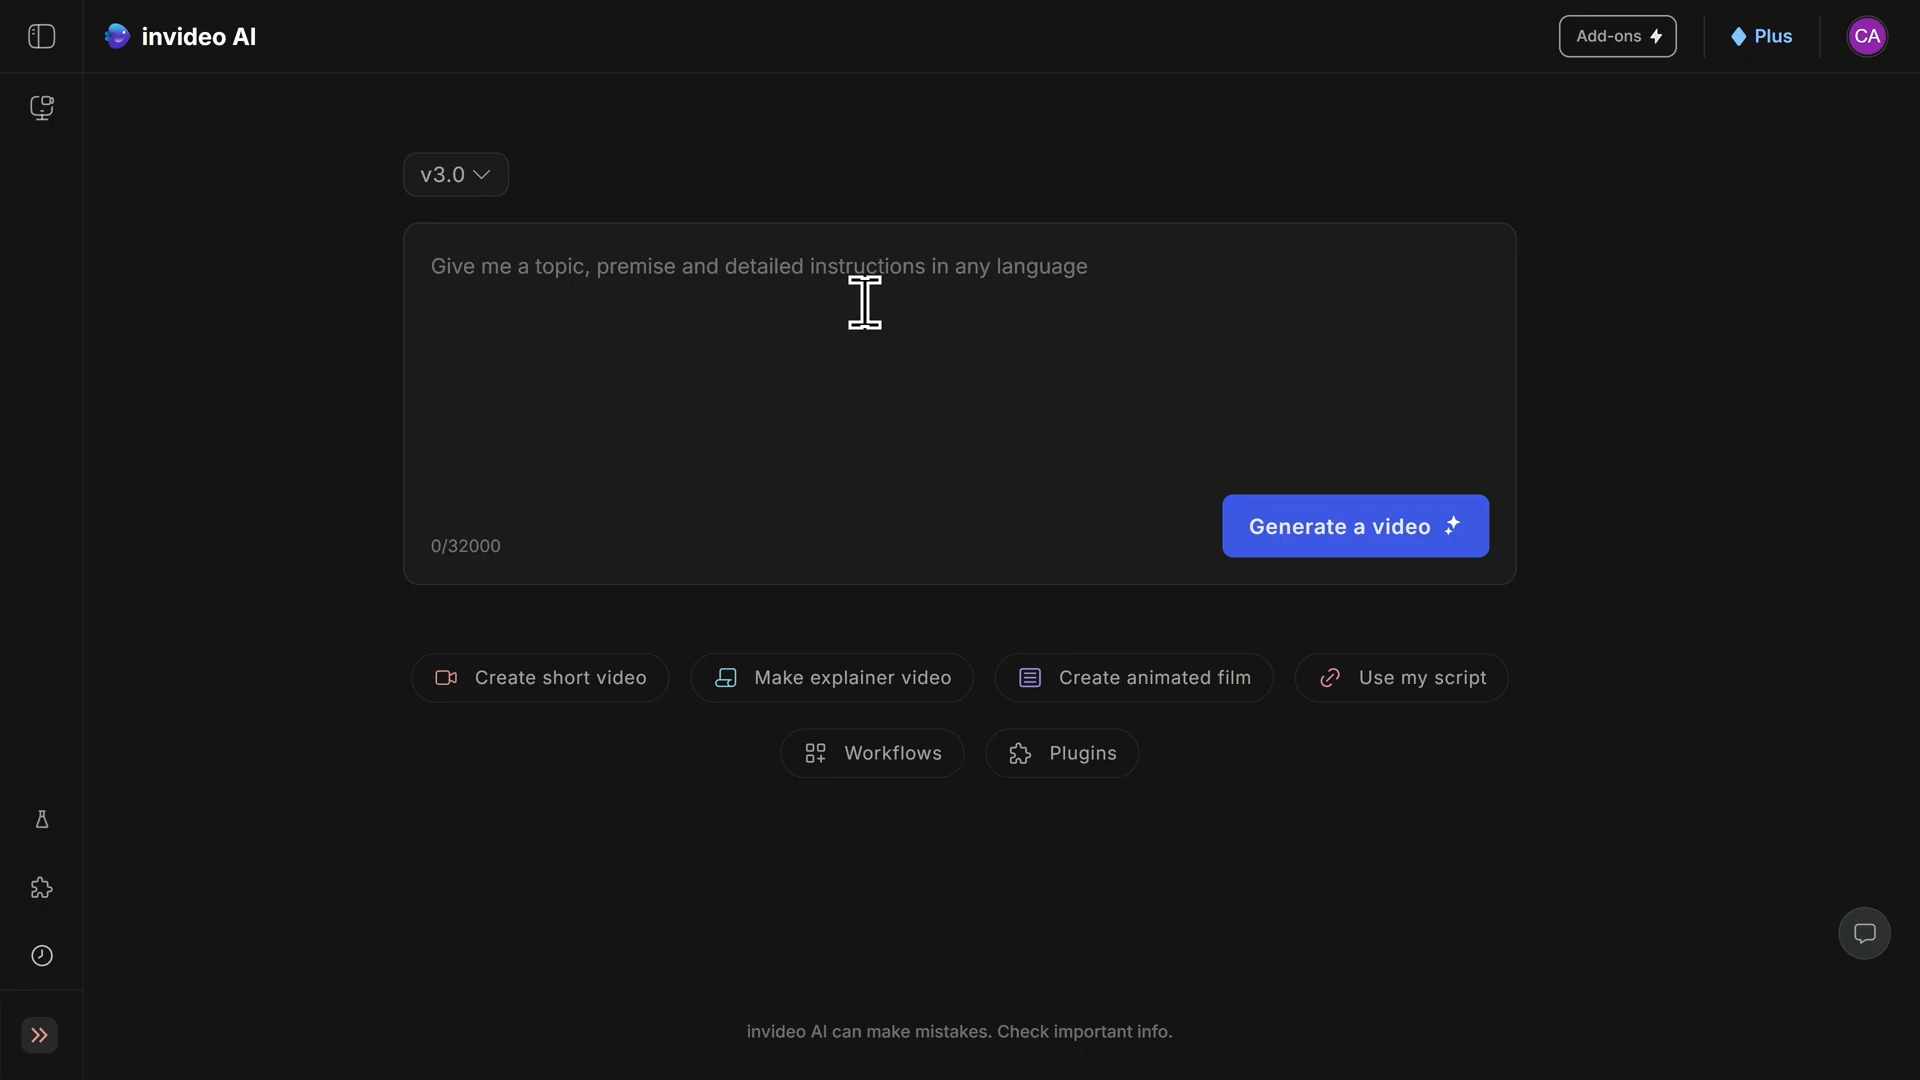 invideo AI
Add-ons
Plus
CA
v3.0
Give me a topic, premise and detailed instructions in any language
0/32000
Generate a video
Create short video
Make explainer video
Create animated film
Use my script
Workflows
Plugins
invideo AI can make mistakes. Check important info.